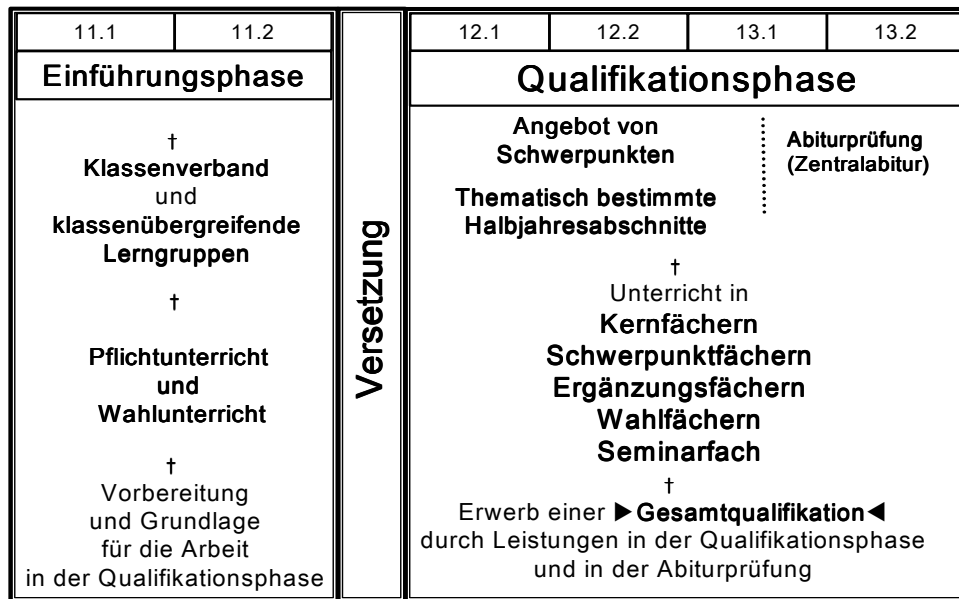 11.1 11.2
Einführungsphase
†
Klassenverband
und
klassenübergreifende
Lerngruppen
†
Pflichtunterricht
und
Wahlunterricht
†
Vorbereitung
und Grundlage
für die Arbeit
in der Qualifikationsphase
Versetzung
12.1 12.2 13.1 13.2
Qualifikationsphase
Angebot von
Schwerpunkten
Thematisch bestimmte
Halbjahresabschnitte
Abiturprüfung
(Zentralabitur)
†
Unterricht in
Kernfächern
Schwerpunktfächern
Ergänzungsfächern
Wahlfächern
Seminarfach
†
Erwerb einer ►Gesamtqualifikation◄
durch Leistungen in der Qualifikationsphase
und in der Abiturprüfung